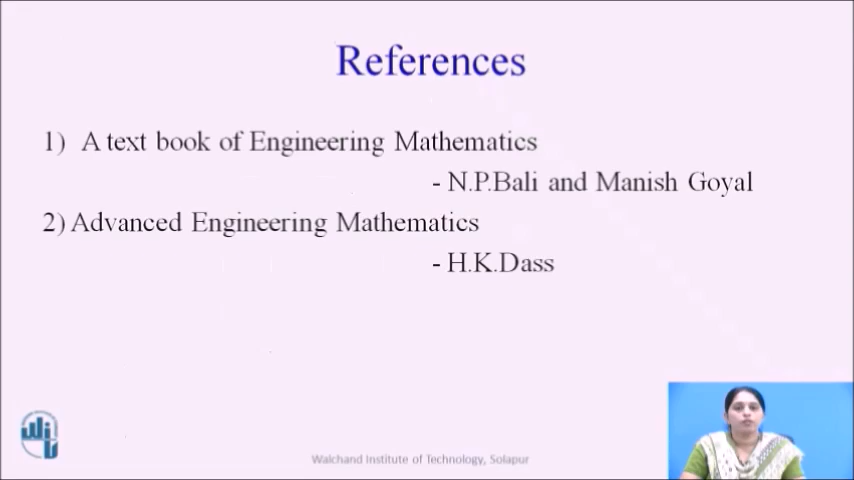 References
1) A text book of Engineering Mathematics
- N.P.Bali and Manish Goyal
2) Advanced Engineering Mathematics
- H.K.Dass
Walchand Institute of Technology, Solapur